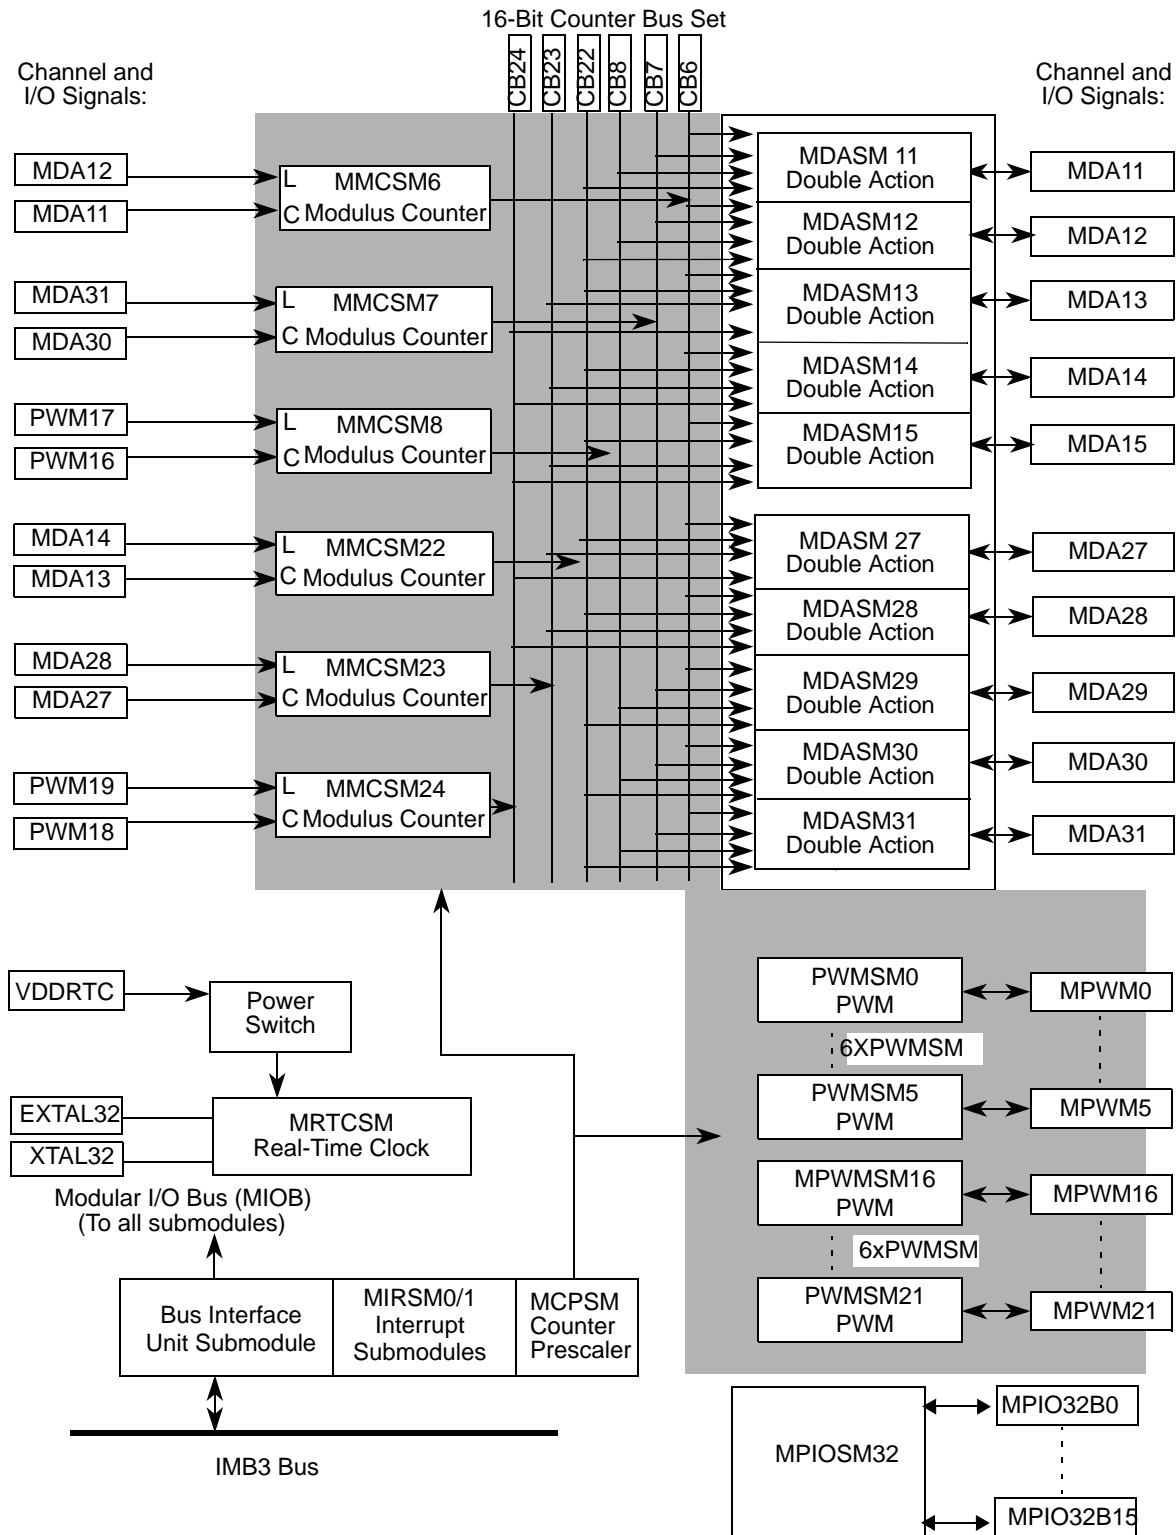 16-Bit Counter Bus Set
CB24
CB23
CB22
CB8
CB7
CB6
Channel and
I/O Signals:
Channel and
I/O Signals:
MDA12
MDA11
L
MMCSM6
C Modulus Counter
MDA31
MDA30
L
MMCSM7
C Modulus Counter
PWM17
PWM16
L
MMCSM8
C Modulus Counter
MDA14
MDA13
L
MMCSM22
C Modulus Counter
MDA28
MDA27
L
MMCSM23
C Modulus Counter
PWM19
PWM18
L
MMCSM24
C Modulus Counter
MDASM 11
Double Action
MDA11
MDASM12
Double Action
MDA12
MDASM13
Double Action
MDA13
MDASM14
Double Action
MDA14
MDASM15
Double Action
MDA15
MDASM 27
Double Action
MDA27
MDASM28
Double Action
MDA28
MDASM29
Double Action
MDA29
MDASM30
Double Action
MDA30
MDASM31
Double Action
MDA31
VDDRTC
Power
Switch
EXTAL32
XTAL32
MRTCSM
Real-Time Clock
Modular I/O Bus (MIOB)
(To all submodules)
Bus Interface
Unit Submodule
MIRSM0/1
Interrupt
Submodules
MCPSM
Counter
Prescaler
IMB3 Bus
PWMSM0
PWM
MPWM0
6XPWMSM
PWMSM5
PWM
MPWM5
MPWMSM16
PWM
MPWM16
6xPWMSM
PWMSM21
PWM
MPWM21
MPIOSM32
MPIO32B0
MPIO32B15